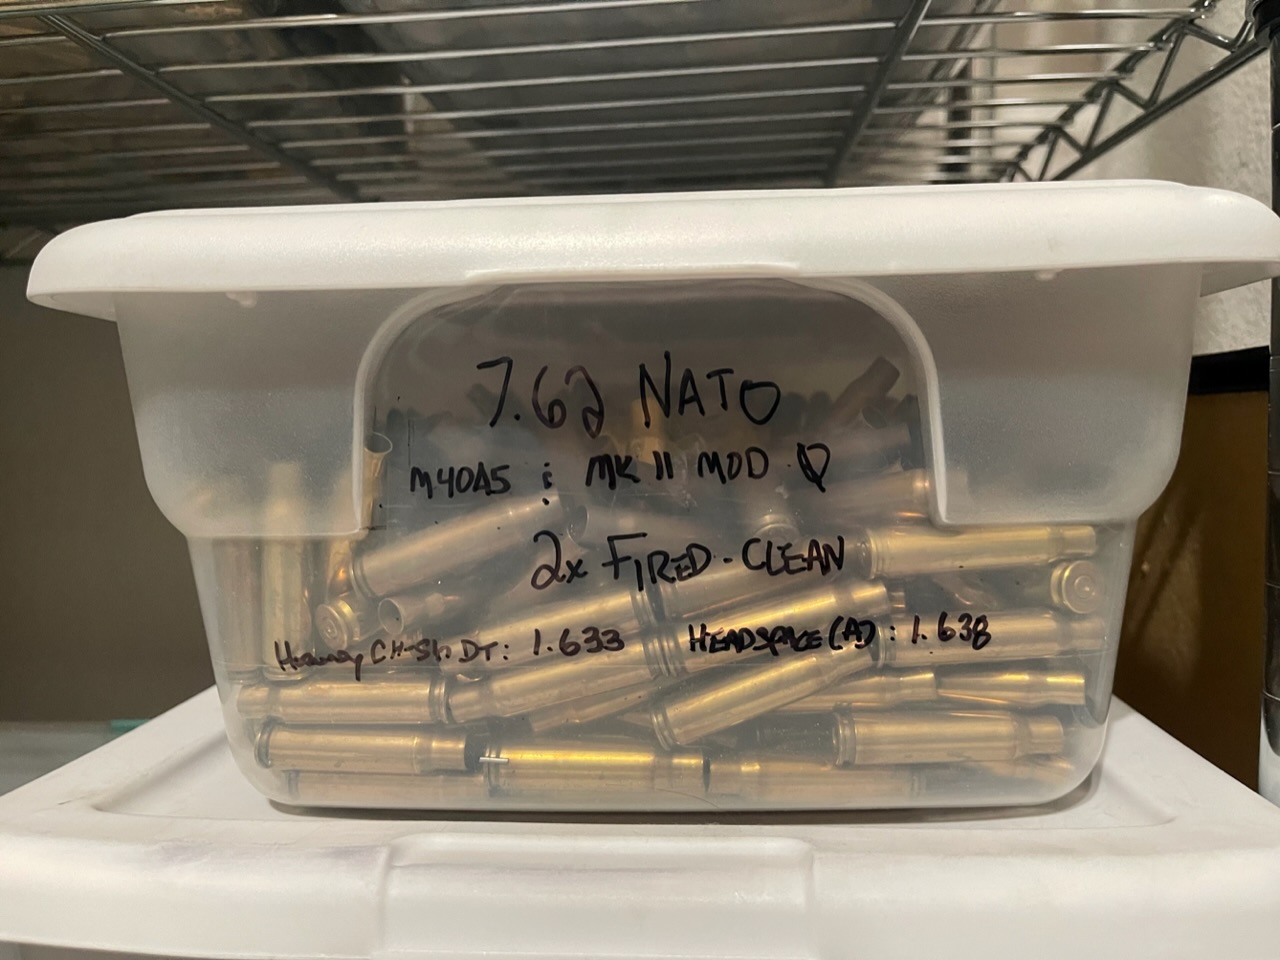 7.62 NATO
M40A5 & MK 11 MOD 0
2x FIRED - CLEAN
CH-Sh. DT: 1.633 HEADSPACE (A): 1.638